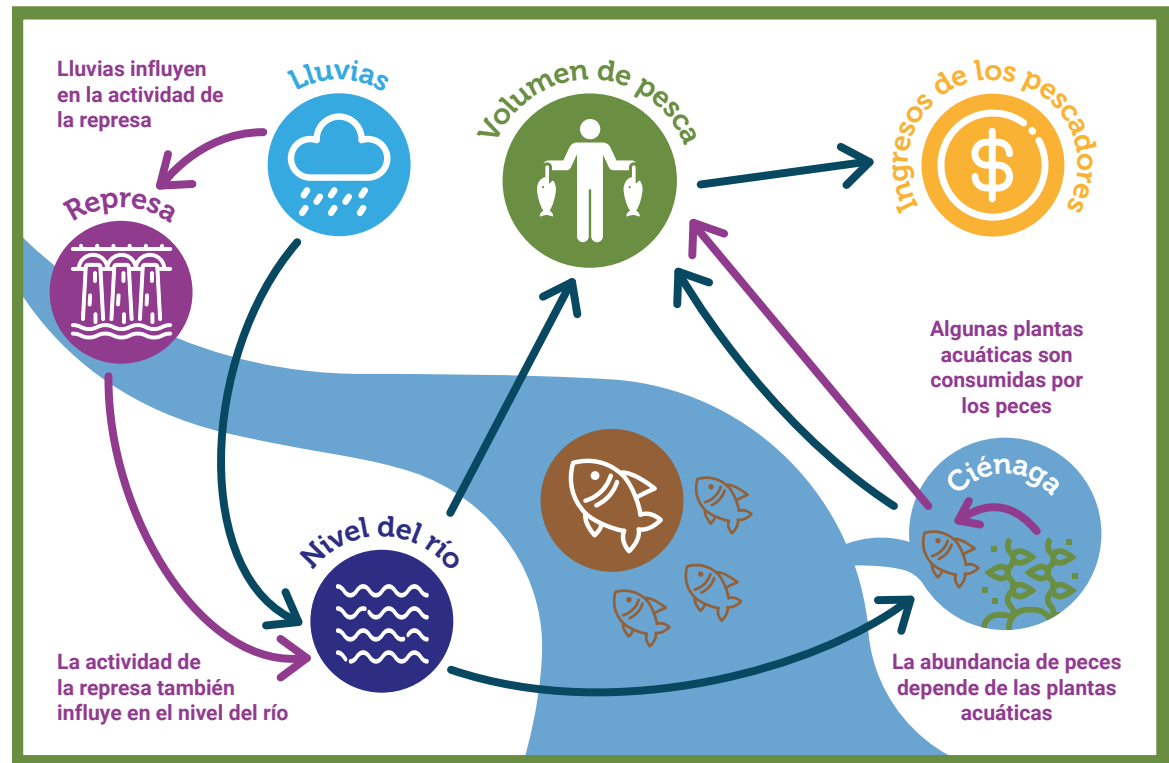 Lluvias influyen
en la actividad de
la represa
Lluvias
Volumen de pesca
Ingresos de los pescadores
$
Represa
Algunas plantas
acuáticas son
consumidas por
los peces
Ciénaga
Nivel del río
La actividad de
la represa también
influye en el nivel del río
La abundancia de peces
depende de las plantas
acuáticas